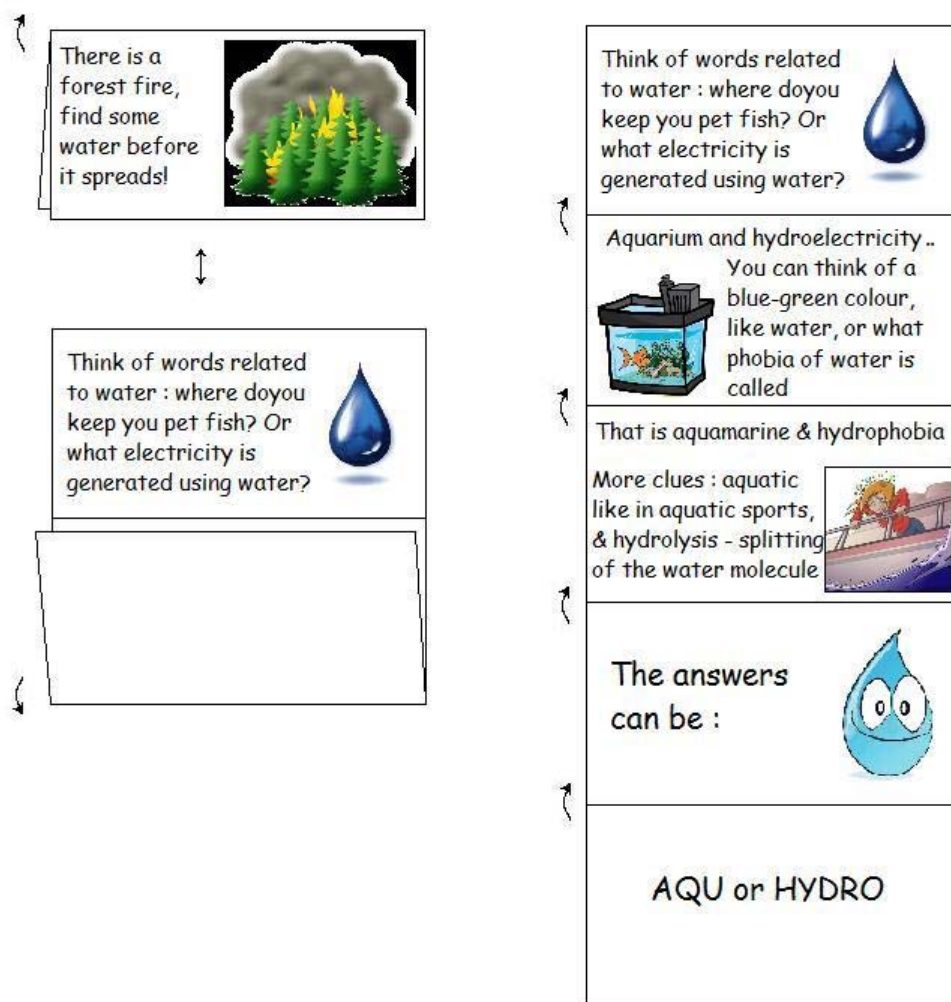 There is a
forest fire,
find some
water before
it spreads!
Think of words related
to water : where doyou
keep you pet fish? Or
what electricity is
generated using water?
Think of words related
to water : where doyou
keep you pet fish? Or
what electricity is
generated using water?
Aquarium and hydroelectricity ..
You can think of a
blue-green colour,
like water, or what
phobia of water is
called
That is aquamarine & hydrophobia
More clues : aquatic
like in aquatic sports,
& hydrolysis - splitting
of the water molecule
The answers
can be :
AQU or HYDRO